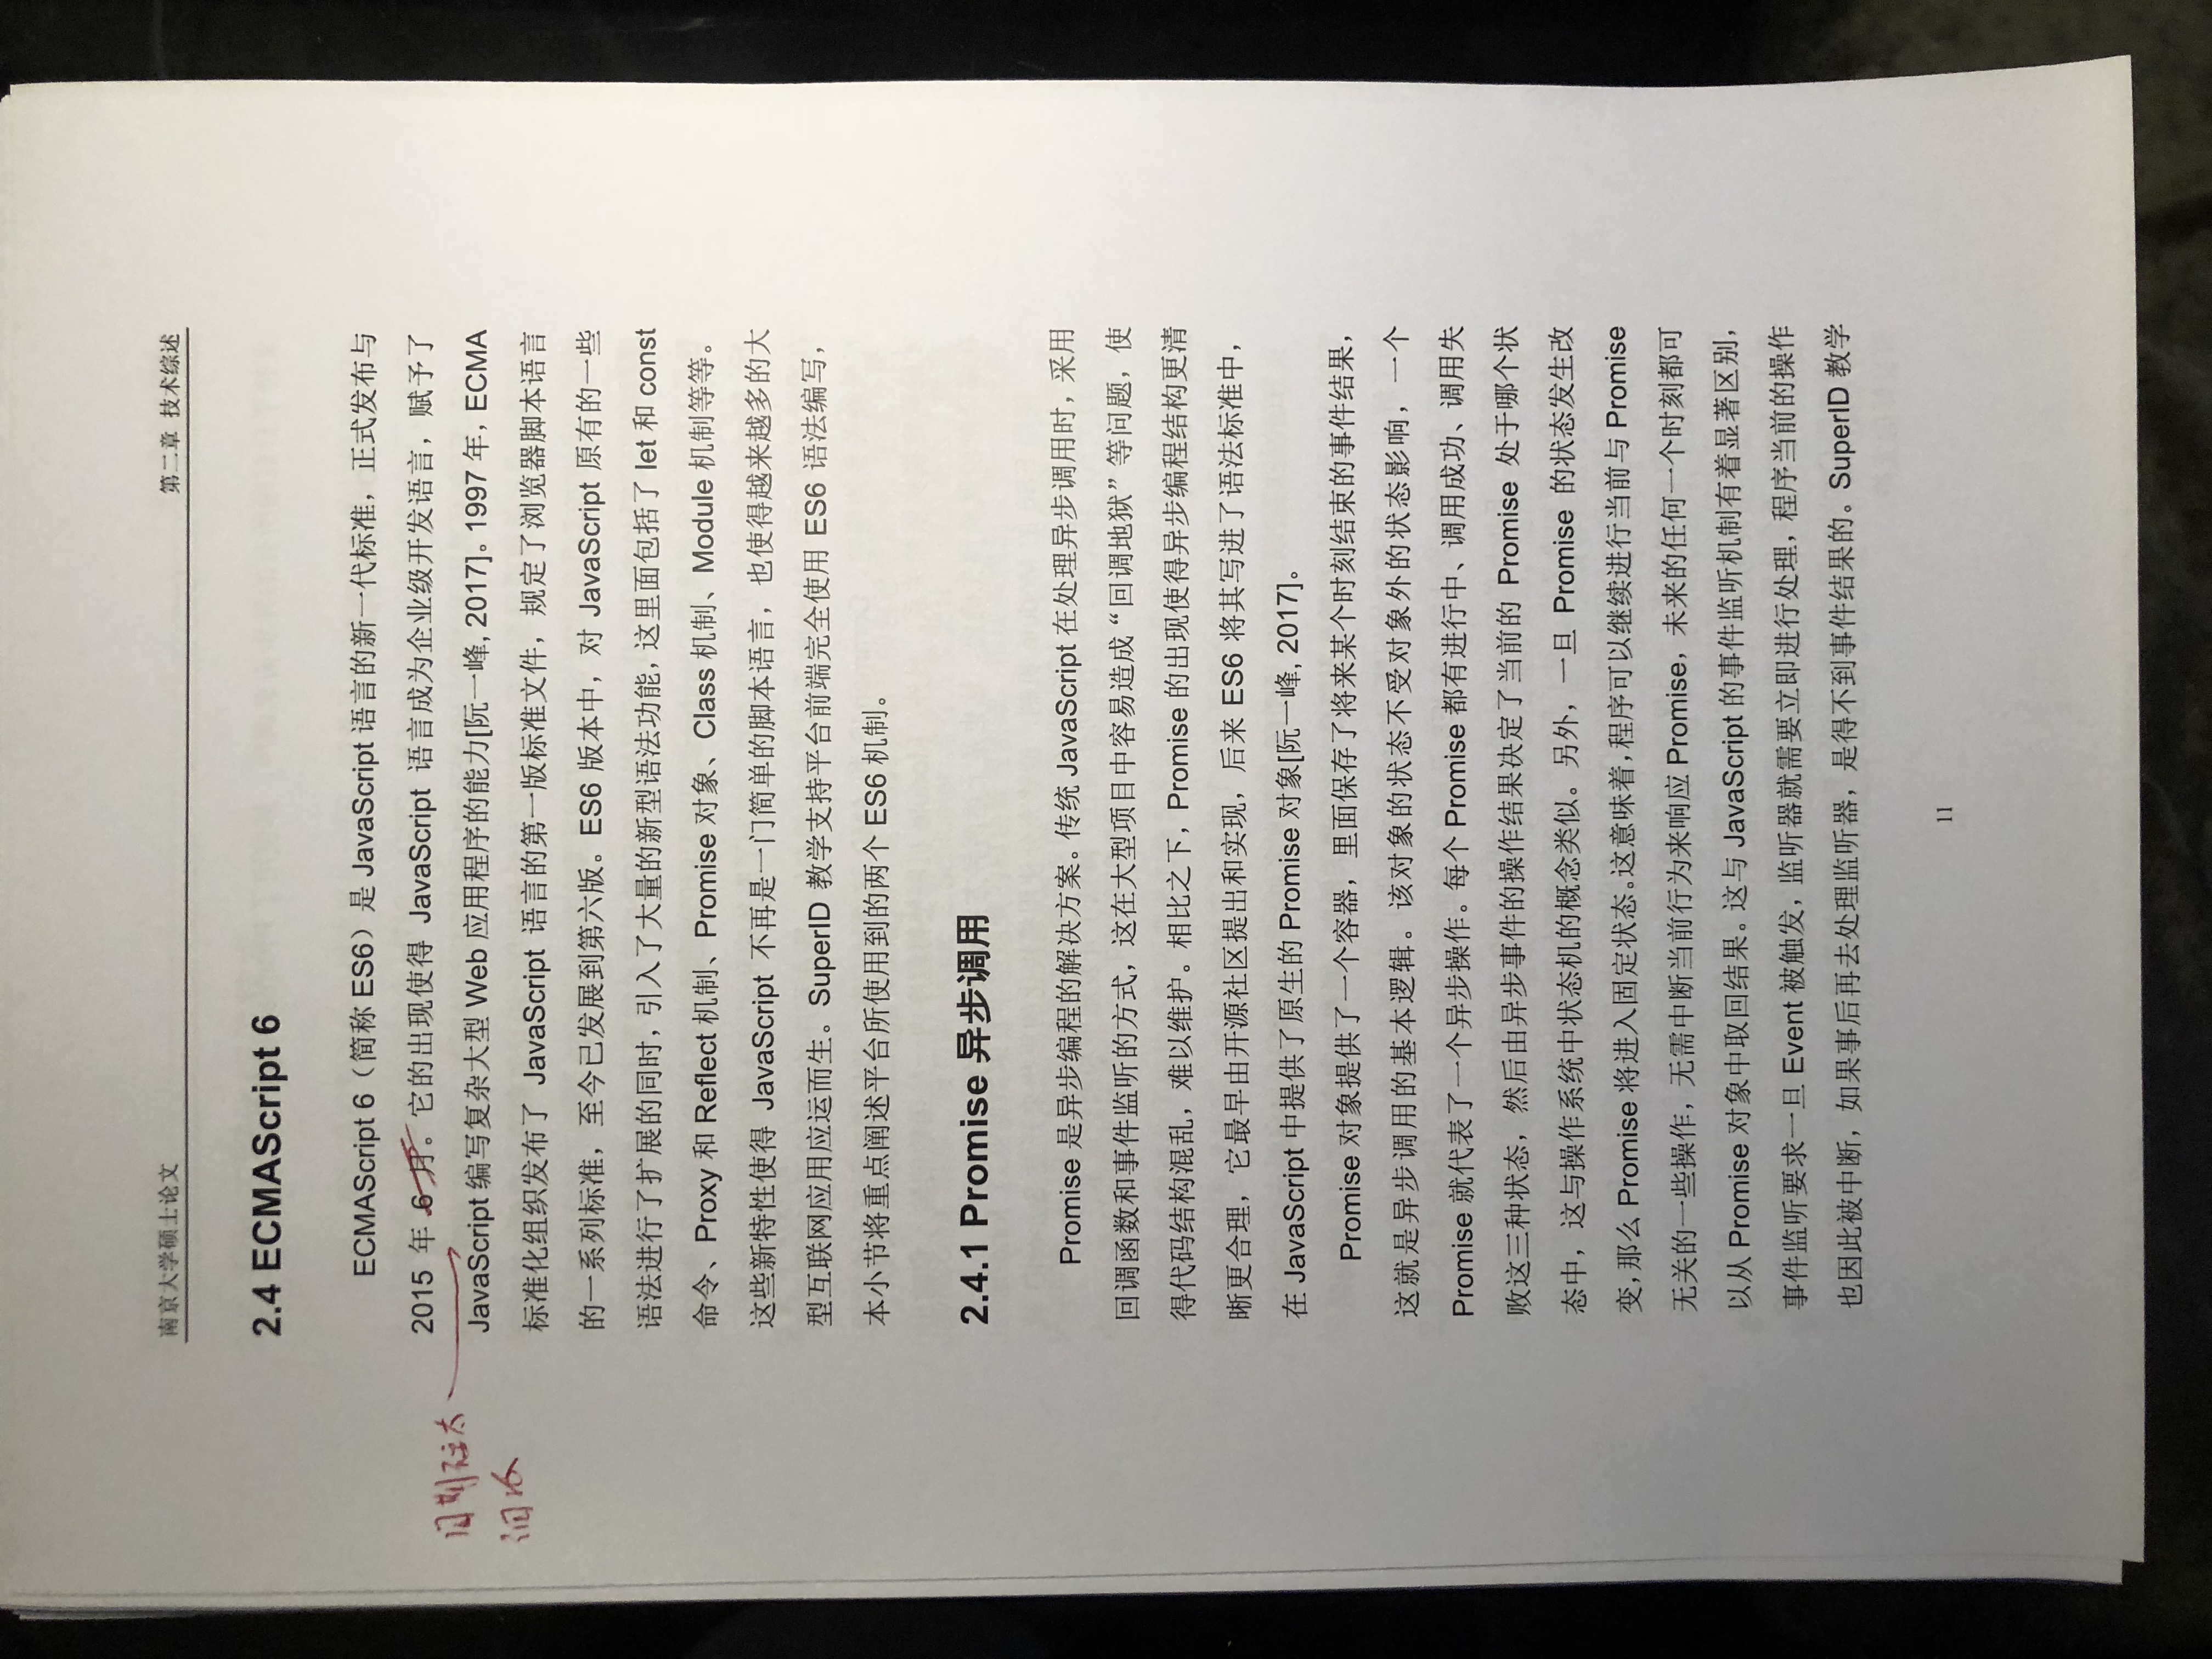 南京大学硕士论文 第二章 技术综述
2.4 ECMAScript 6
ECMAScript 6（简称 ES6）是 JavaScript 语言的新一代标准，正式发布与
2015 年 6 月。它的出现使得 JavaScript 语言成为企业级开发语言，赋予了
日期
JavaScript 编写复杂大型 Web 应用程序的能力[阮一峰, 2017]。1997 年，ECMA
标准化组织发布了 JavaScript 语言的第一版标准文件，规定了浏览器脚本语言
的一系列标准，至今已发展到第六版。ES6 版本中，对 JavaScript 原有的一些
语法进行了扩展的同时，引入了大量的新型语法功能，这里面包括了 let 和 const
命令、Proxy 和 Reflect 机制、Promise 对象、Class 机制、Module 机制等等。
这些新特性使得 JavaScript 不再是一门简单的脚本语言，也使得越来越多的大
型互联网应用应运而生。SuperID 教学支持平台前端完全使用 ES6 语法编写，
本小节将重点阐述平台所使用到的两个 ES6 机制。
2.4.1 Promise 异步调用
Promise 是异步编程的解决方案。传统 JavaScript 在处理异步调用时，采用
回调函数和事件监听的方式，这在大型项目中容易造成“回调地狱”等问题，使
得代码结构混乱，难以维护。相比之下，Promise 的出现使得异步编程结构更清
晰更合理，它最早由开源社区提出和实现，后来 ES6 将其写进了语法标准中，
在 JavaScript 中提供了原生的 Promise 对象[阮一峰, 2017]。
Promise 对象提供了一个容器，里面保存了将来某个时刻结束的事件结果，
这就是异步调用的基本逻辑。该对象的状态不受对象外的状态影响，一个
Promise 就代表了一个异步操作。每个 Promise 都有进行中、调用成功、调用失
败这三种状态，然后由异步事件的操作结果决定了当前的 Promise 处于哪个状
态中，这与操作系统中状态机的概念类似。另外，一旦 Promise 的状态发生改
变，那么 Promise 将进入固定状态。这意味着，程序可以继续进行当前与 Promise
无关的一些操作，无需中断当前行为来响应 Promise，未来的任何一个时刻都可
以从 Promise 对象中取回结果。这与 JavaScript 的事件监听机制有着显著区别，
事件监听要求一旦 Event 被触发，监听器就需要立即进行处理，程序当前的操作
也因此被中断，如果事后再去处理监听器，是得不到事件结果的。SuperID 教学
11